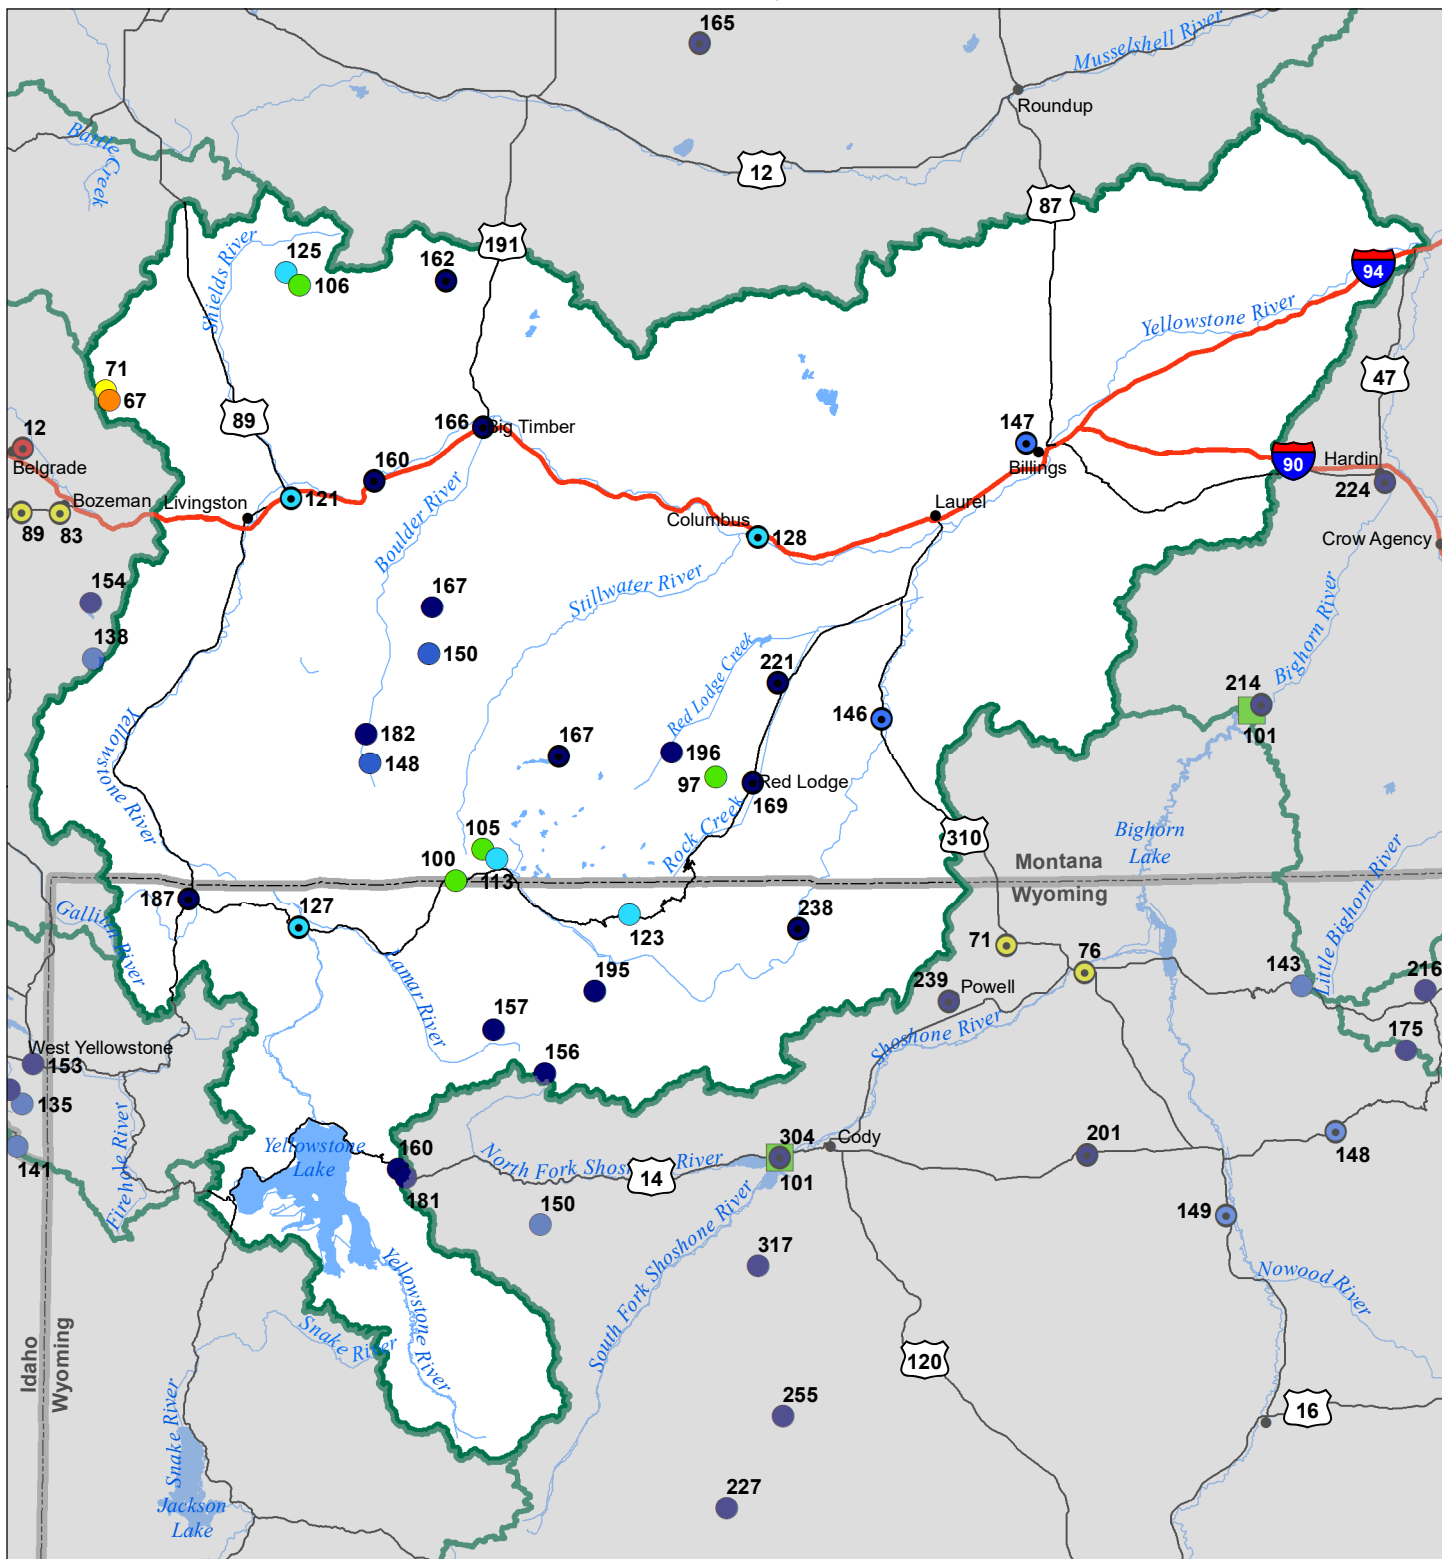 165
Musselshell River
Roundup
Battle
Creek
12
87
191
Shields River
125
106
162
94
Yellowstone River
71
67
47
89
12
Belgrade
166
Big Timber
147
Billings
90
Hardin
224
160
Bozeman
Livingston
121
89
83
Columbus
128
Laurel
Crow Agency
Boulder River
Stillwater River
154
138
167
150
Red Lodge Creek
221
Bighorn River
214
101
146
Yellowstone River
182
148
167
196
97
Red Lodge
169
Rock Creek
105
100
113
310
Bighorn
Lake
Montana
Wyoming
Little Bighorn River
187
Gallitin River
127
123
238
71
76
143
216
Lamar River
195
239
Powell
157
Shoshone River
175
West Yellowstone
153
156
135
141
Firehole River
Yellowstone
Lake
160
181
North Fork Shoshone River
14
304
101
Cody
201
148
150
149
South Fork Shoshone River
317
Yellowstone River
Nowood River
Snake River
Idaho
Wyoming
120
16
255
Snake River
227
Jackson
Lake